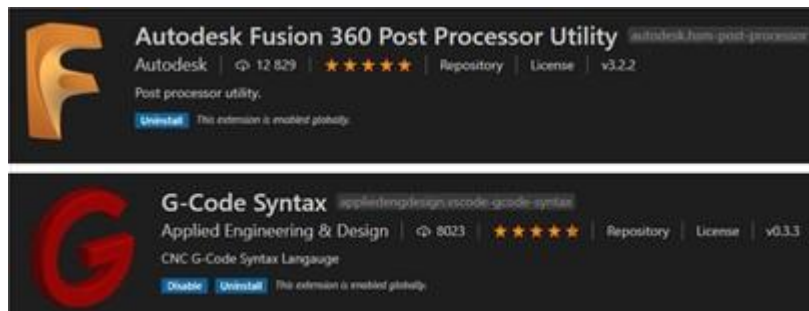 Autodesk Fusion 360 Post Processor Utility autodesk.hsm-post-processor
Autodesk | 12 829 | ★★★★★ | Repository | License | v3.2.2
Post processor utility.
Uninstall This extension is enabled globally.
G-Code Syntax appliedengdesign.vscode-gcode-syntax
Applied Engineering & Design | 8023 | ★★★★★ | Repository | License | v0.3.3
CNC G-Code Syntax Langauge
Disable Uninstall This extension is enabled globally.